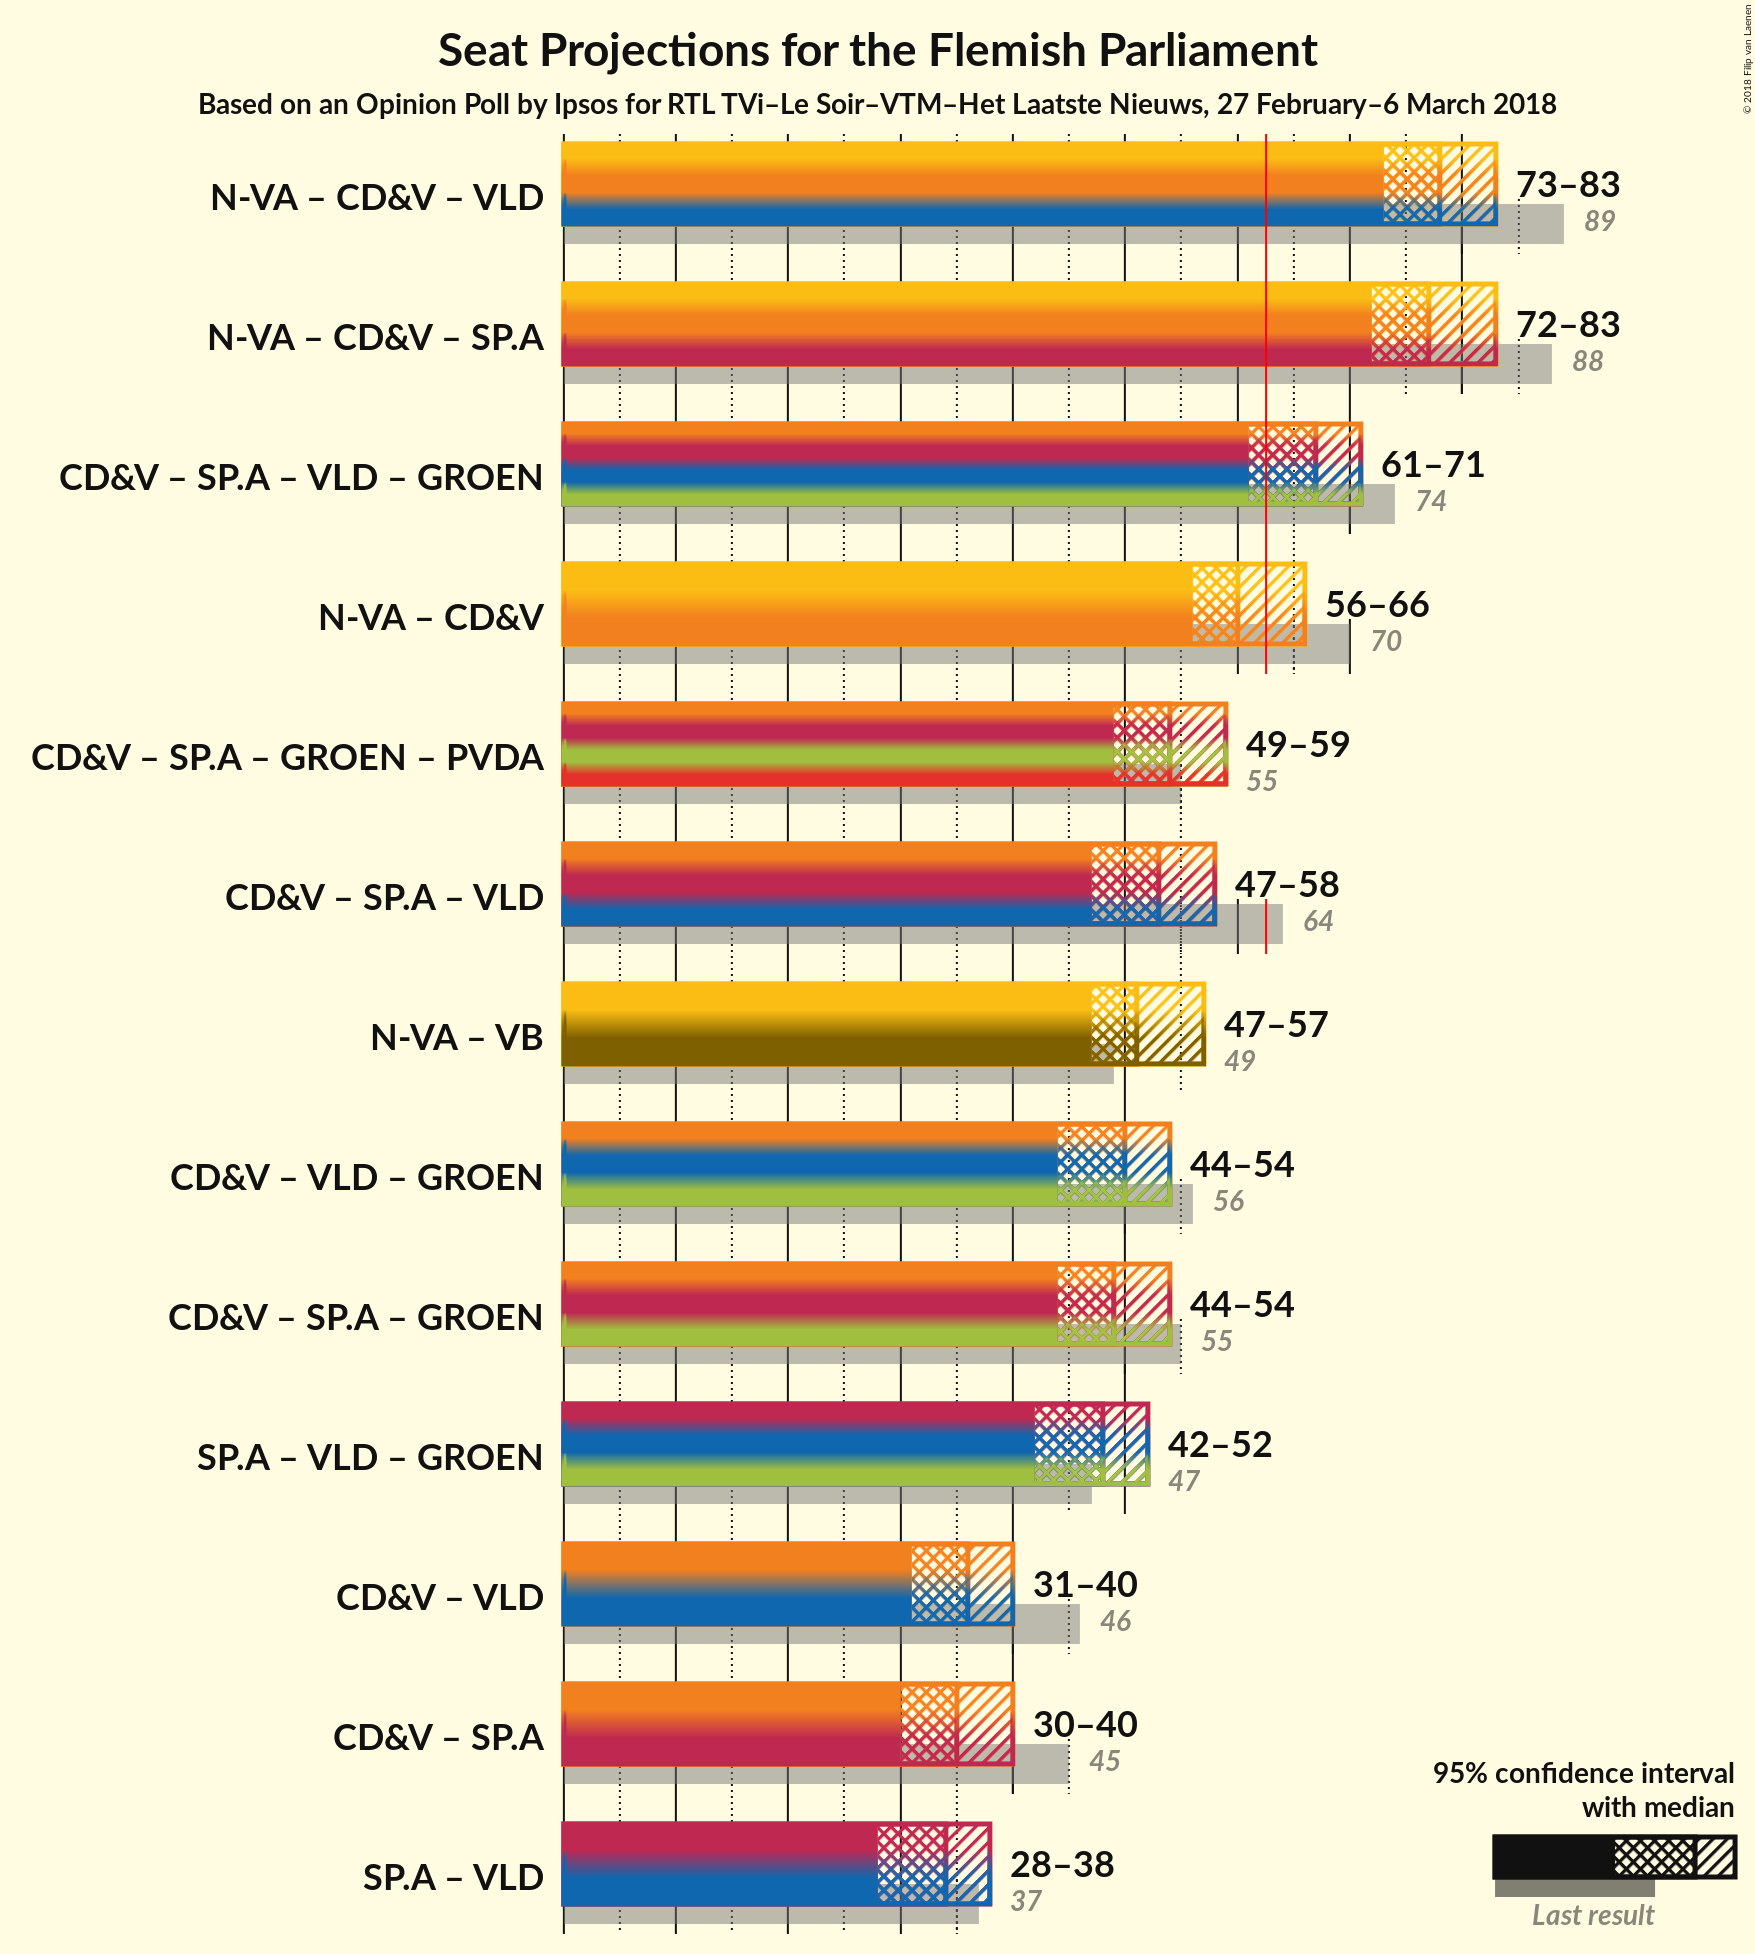 Seat Projections for the Flemish Parliament
Based on an Opinion Poll by Ipsos for RTL TVi–Le Soir–VTM–Het Laatste Nieuws, 27 February–6 March 2018
© 2018 Filip van Laenen
N-VA – CD&V – VLD
73–83
89
N-VA – CD&V – SP.A
72–83
88
CD&V – SP.A – VLD – GROEN
61–71
74
N-VA – CD&V
56–66
70
CD&V – SP.A – GROEN – PVDA
49–59
55
CD&V – SP.A – VLD
47–58
64
N-VA – VB
47–57
49
CD&V – VLD – GROEN
44–54
56
CD&V – SP.A – GROEN
44–54
55
SP.A – VLD – GROEN
42–52
47
CD&V – VLD
31–40
46
CD&V – SP.A
30–40
45
SP.A – VLD
28–38
37
95% confidence interval
with median
Last result